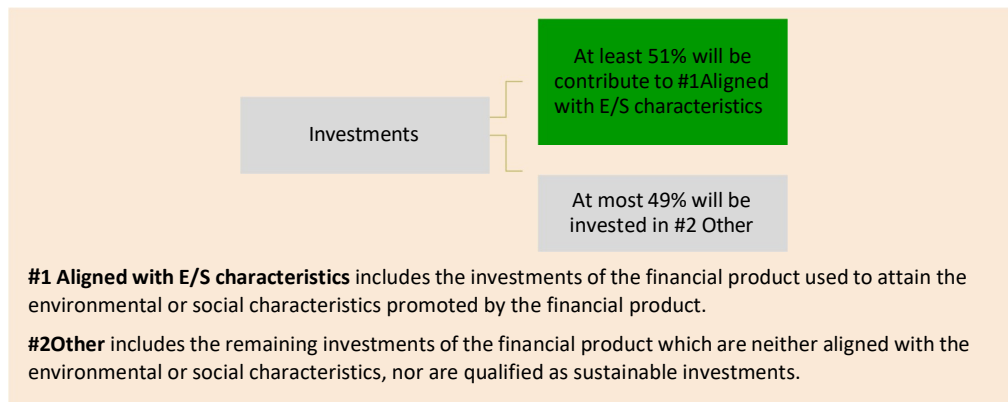 At least 51% will be
contribute to #1Aligned
with E/S characteristics
Investments
At most 49% will be
invested in #2 Other
#1 Aligned with E/S characteristics includes the investments of the financial product used to attain the
environmental or social characteristics promoted by the financial product.
#2Other includes the remaining investments of the financial product which are neither aligned with the
environmental or social characteristics, nor are qualified as sustainable investments.